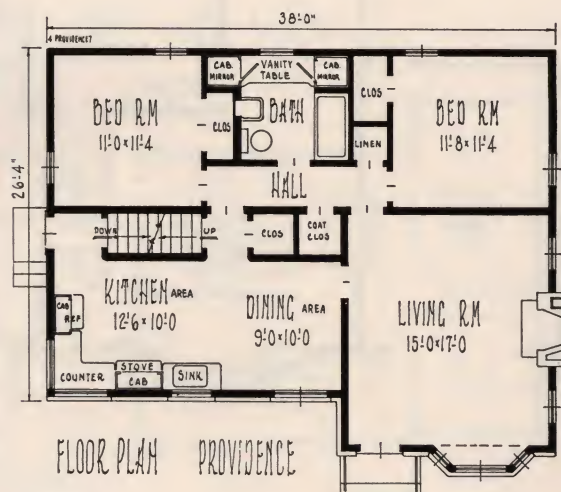 38'-0"
4 PROVIDENCE 7
26'-4"
CAB. MIRROR
VANITY TABLE
CAB. MIRROR
BED RM
11'-0 x 11'-4
CLOS
BATH
CLOS
LINEN
BED RM
11'-8 x 11'-4
HALL
DOWN
UP
CLOS
COAT CLOS
KITCHEN AREA
12'-6 x 10'-0
DINING AREA
9'-0 x 10'-0
LIVING RM
15'-0 x 17'-0
CAB
REF
COUNTER
STOVE
CAB
SINK
FLOOR PLAN PROVIDENCE